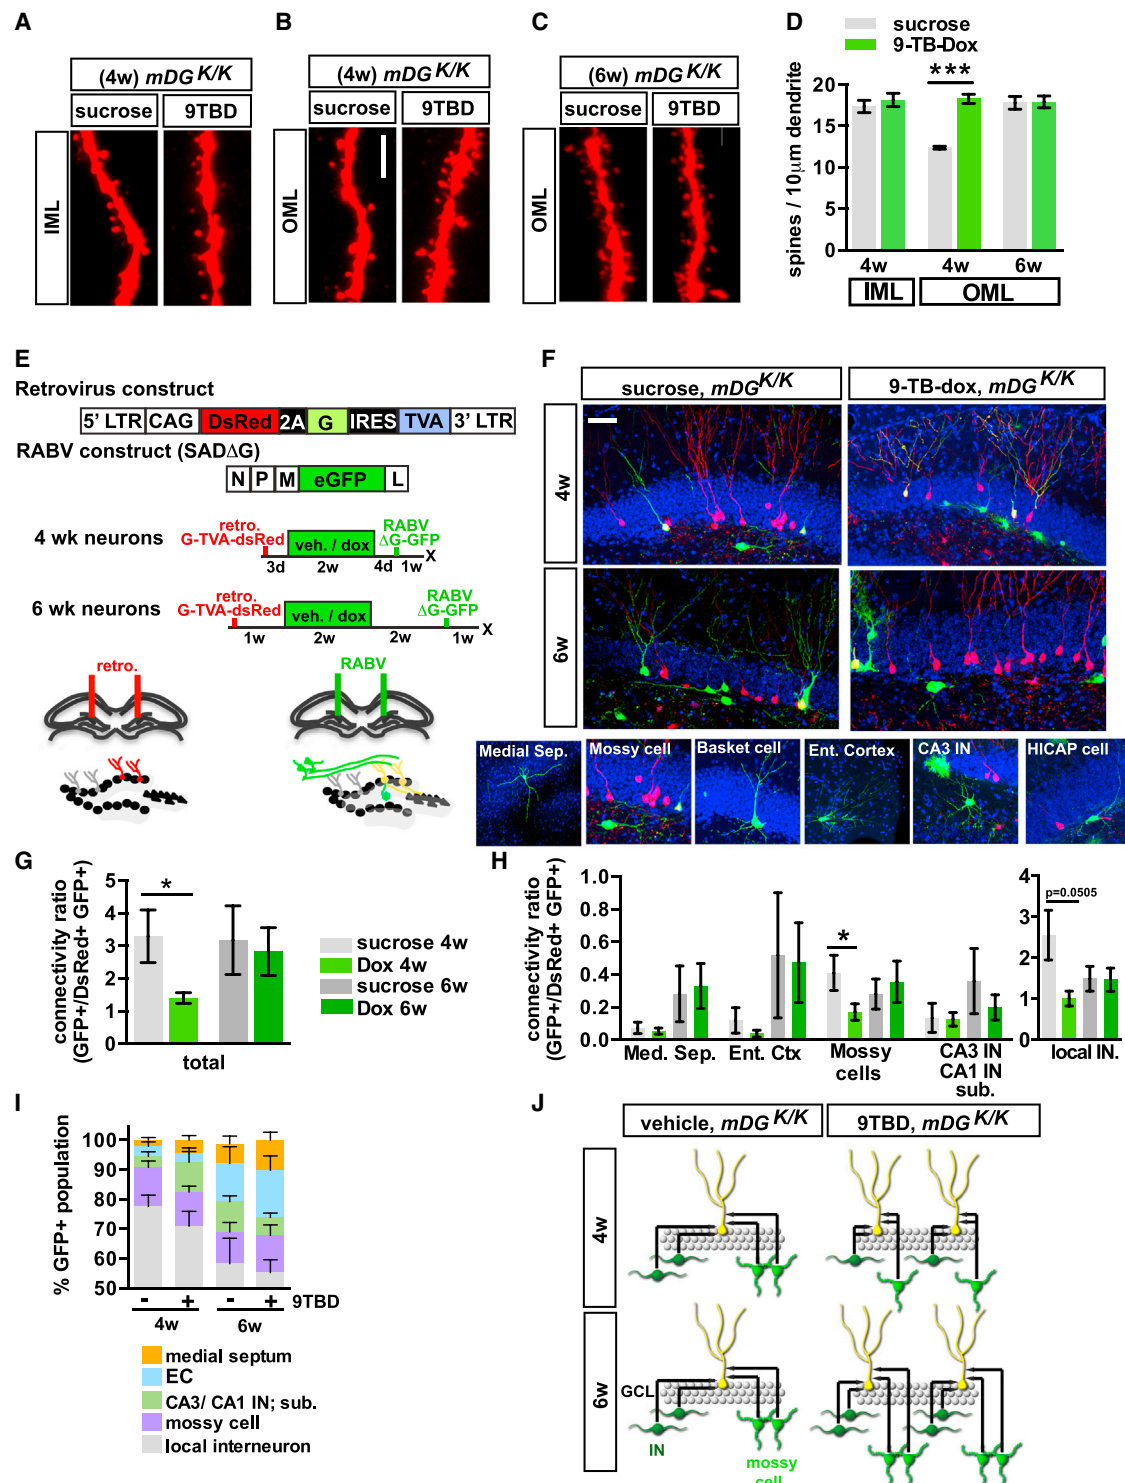 A
(4w) mDG K/K
sucrose
9TBD
IML
B
(4w) mDG K/K
sucrose
9TBD
OML
C
(6w) mDG K/K
sucrose
9TBD
OML
D
sucrose
9-TB-Dox
***
spines / 10μm dendrite
20
15
10
5
0
4w
4w
6w
IML
OML
E
Retrovirus construct
5' LTR
CAG
DsRed
2A
G
IRES
TVA
3' LTR
RABV construct (SADΔG)
N
P
M
eGFP
L
4 wk neurons
retro.
G-TVA-dsRed
veh. / dox
RABV
ΔG-GFP
3d
2w
4d
1w
X
6 wk neurons
retro.
G-TVA-dsRed
veh. / dox
RABV
ΔG-GFP
1w
2w
2w
1w
X
retro.
RABV
F
sucrose, mDG K/K
9-TB-dox, mDG K/K
4w
6w
Medial Sep.
Mossy cell
Basket cell
Ent. Cortex
CA3 IN
HICAP cell
G
connectivity ratio
(GFP+/DsRed+ GFP+)
5
4
3
2
1
0
*
total
sucrose 4w
Dox 4w
sucrose 6w
Dox 6w
H
connectivity ratio
(GFP+/DsRed+ GFP+)
1.0
0.8
0.6
0.4
0.2
0.0
*
Med. Sep.
Ent. Ctx
Mossy
cells
CA3 IN
CA1 IN
sub.
p=0.0505
4
3
2
1
0
local IN.
I
% GFP+ population
100
90
80
70
60
50
-
+
-
+
9TBD
4w
6w
medial septum
EC
CA3/ CA1 IN; sub.
mossy cell
local interneuron
J
vehicle, mDG K/K
9TBD, mDG K/K
4w
6w
GCL
IN
mossy
cell